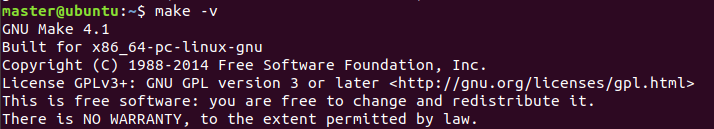 master@ubuntu:~$ make -v
GNU Make 4.1
Built for x86_64-pc-linux-gnu
Copyright (C) 1988-2014 Free Software Foundation, Inc.
License GPLv3+: GNU GPL version 3 or later <http://gnu.org/licenses/gpl.html>
This is free software: you are free to change and redistribute it.
There is NO WARRANTY, to the extent permitted by law.